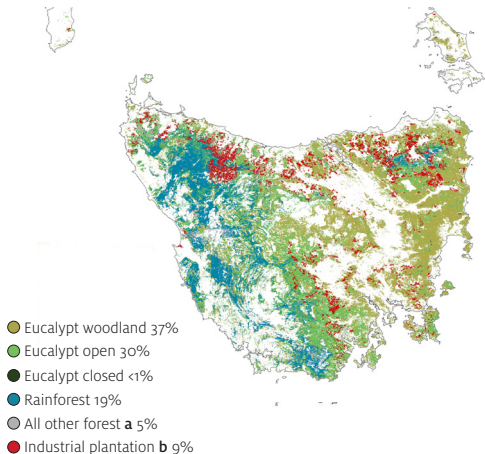 Eucalypt woodland 37%
Eucalypt open 30%
Eucalypt closed <1%
Rainforest 19%
All other forest a 5%
Industrial plantation b 9%